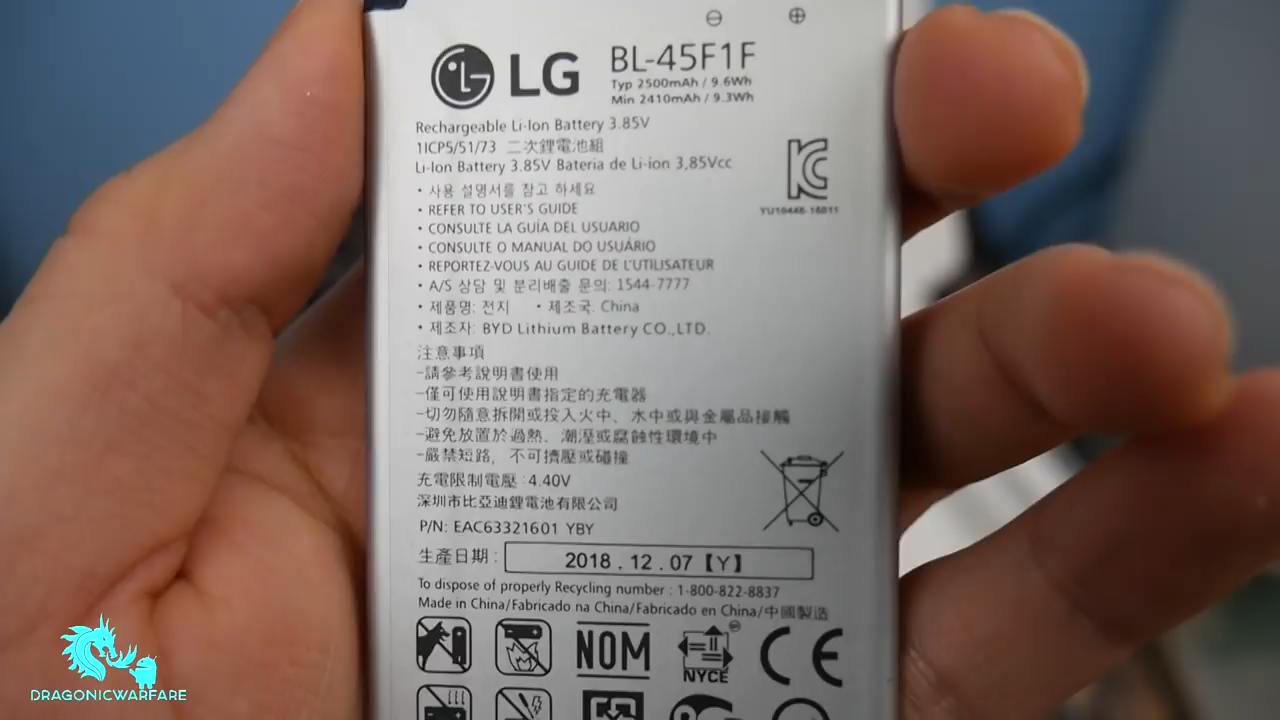 LG
BL-45F1F
Typ 2500mAh / 9.6Wh
Min 2410mAh / 9.3Wh
Rechargeable Li-Ion Battery 3.85V
1ICP5/51/73 二次鋰電池組
Li-Ion Battery 3.85V Bateria de Li-ion 3,85Vcc
• 사용 설명서를 참고 하세요
• REFER TO USER'S GUIDE
• CONSULTE LA GUÍA DEL USUARIO
• CONSULTE O MANUAL DO USUÁRIO
• REPORTEZ-VOUS AU GUIDE DE L'UTILISATEUR
• A/S 상담 및 분리배출 문의: 1544-7777
• 제품명: 전지 • 제조국: China
• 제조자: BYD Lithium Battery CO.,LTD.
YU10446-16011
注意事項
-請參考說明書使用
-僅可使用說明書指定的充電器
-切勿隨意拆開或投入火中、水中或與金屬品接觸
-避免放置於過熱、潮溼或腐蝕性環境中
-嚴禁短路, 不可擠壓或碰撞
充電限制電壓 : 4.40V
深圳市比亞迪鋰電池有限公司
P/N: EAC63321601 YBY
生產日期 : 2018 . 12 . 07【Y】
To dispose of properly Recycling number : 1-800-822-8837
Made in China/Fabricado na China/Fabricado en China/中國製造
NOM
NYCE
CE
DRAGONICWARFARE